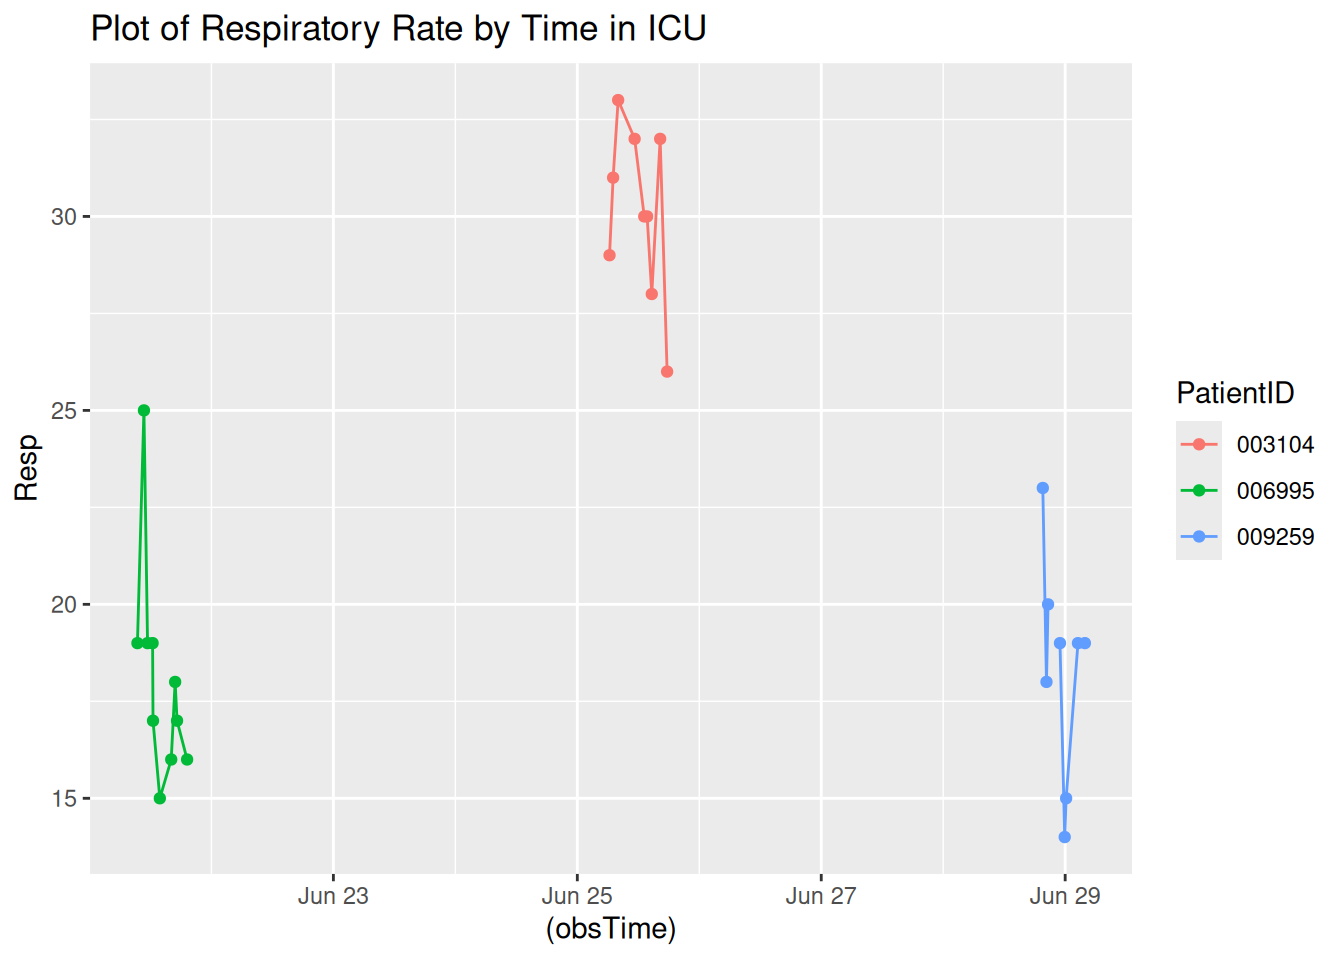 Plot of Respiratory Rate by Time in ICU
Resp
30
25
20
15
Jun 23 Jun 25 Jun 27 Jun 29
(obsTime)
PatientID
003104
006995
009259